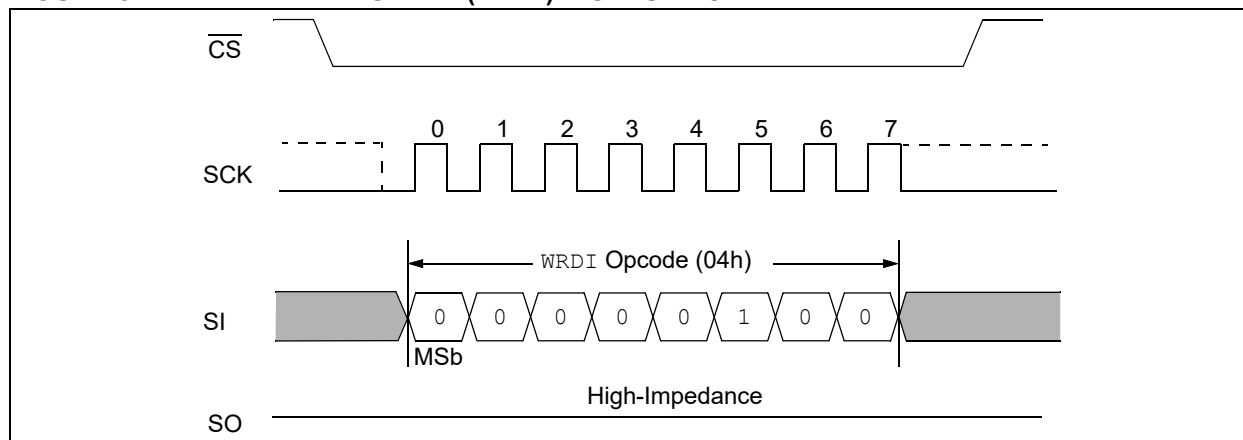 CS
0 1 2 3 4 5 6 7
SCK
WRDI Opcode (04h)
SI
0 0 0 0 0 1 0 0
MSb
High-Impedance
SO